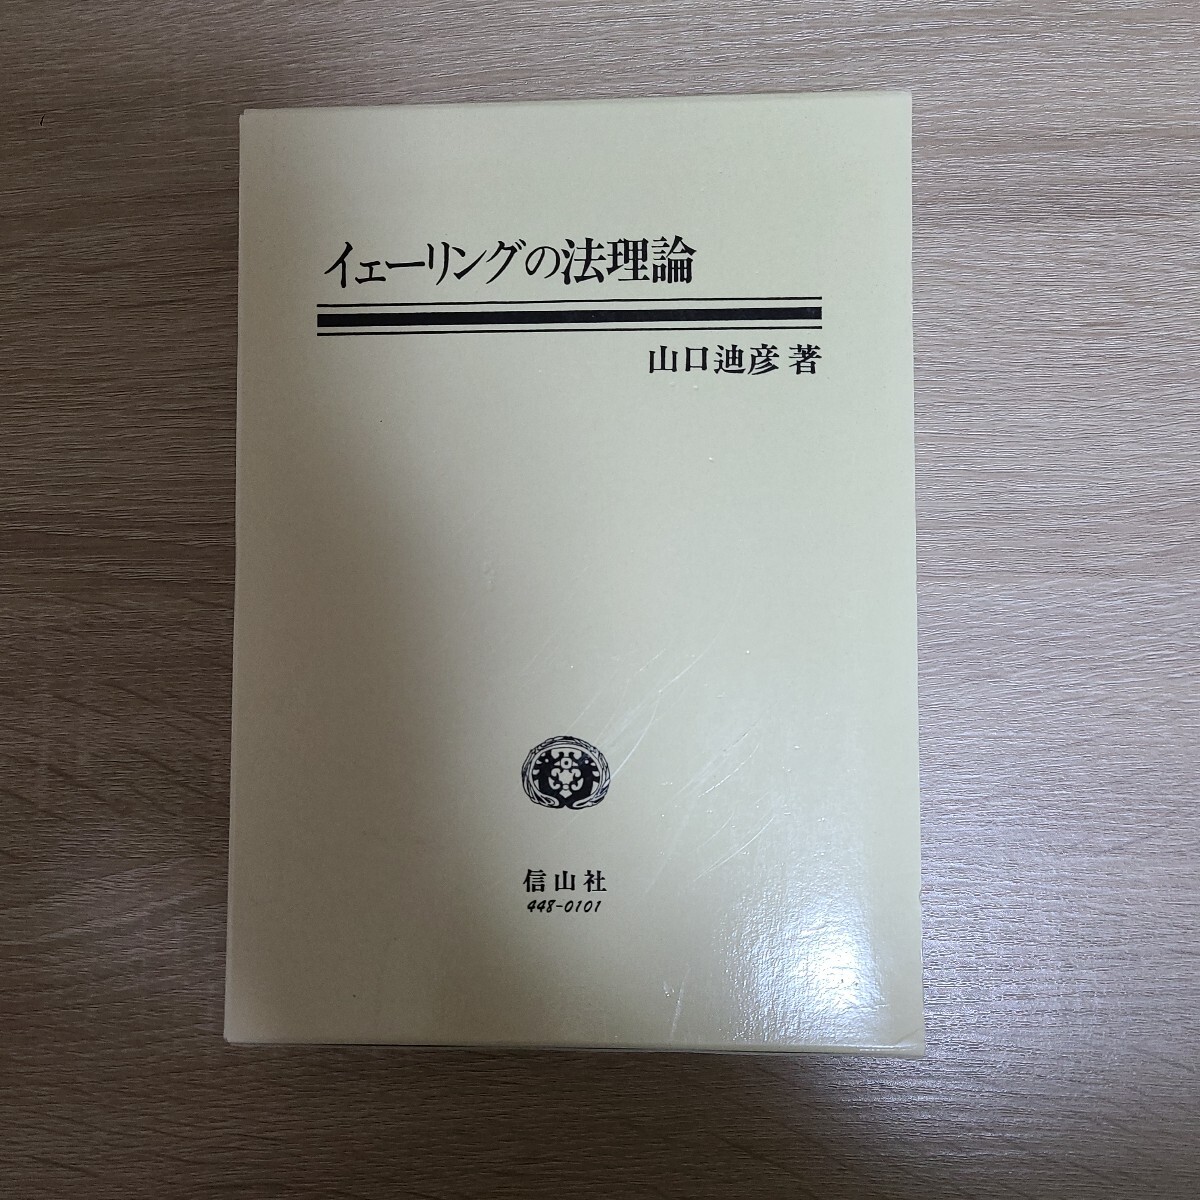 イェーリングの法理論
山口迪彦 著
信山社
448-0101